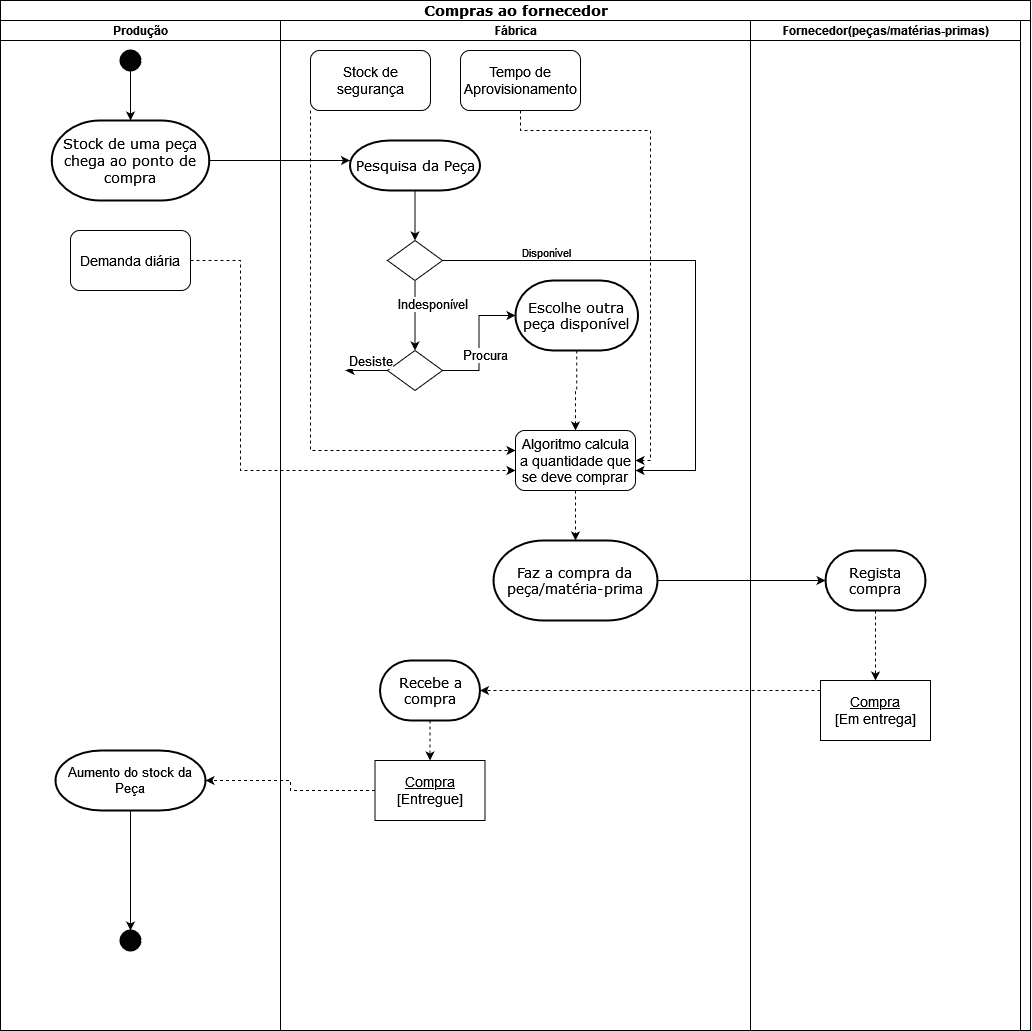 Compras ao fornecedor
Produção
Fábrica
Fornecedor(peças/matérias-primas)
Stock de
segurança
Tempo de
Aprovisionamento
Stock de uma peça
chega ao ponto de
compra
Pesquisa da Peça
Demanda diária
Disponível
Indesponível
Escolhe outra
peça disponível
Desiste
Procura
Algoritmo calcula
a quantidade que
se deve comprar
Faz a compra da
peça/matéria-prima
Regista
compra
Recebe a
compra
Compra
[Em entrega]
Aumento do stock da
Peça
Compra
[Entregue]